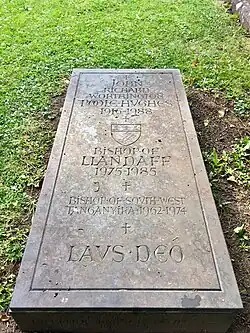 JOHN
RICHARD
WORTHINGTON
POOLE-HUGHES
1916-1988
BISHOP OF
LLANDAFF
1975-1985
BISHOP OF SOUTH-WEST
TANGANYIKA 1962-1974
LAVS · DEO